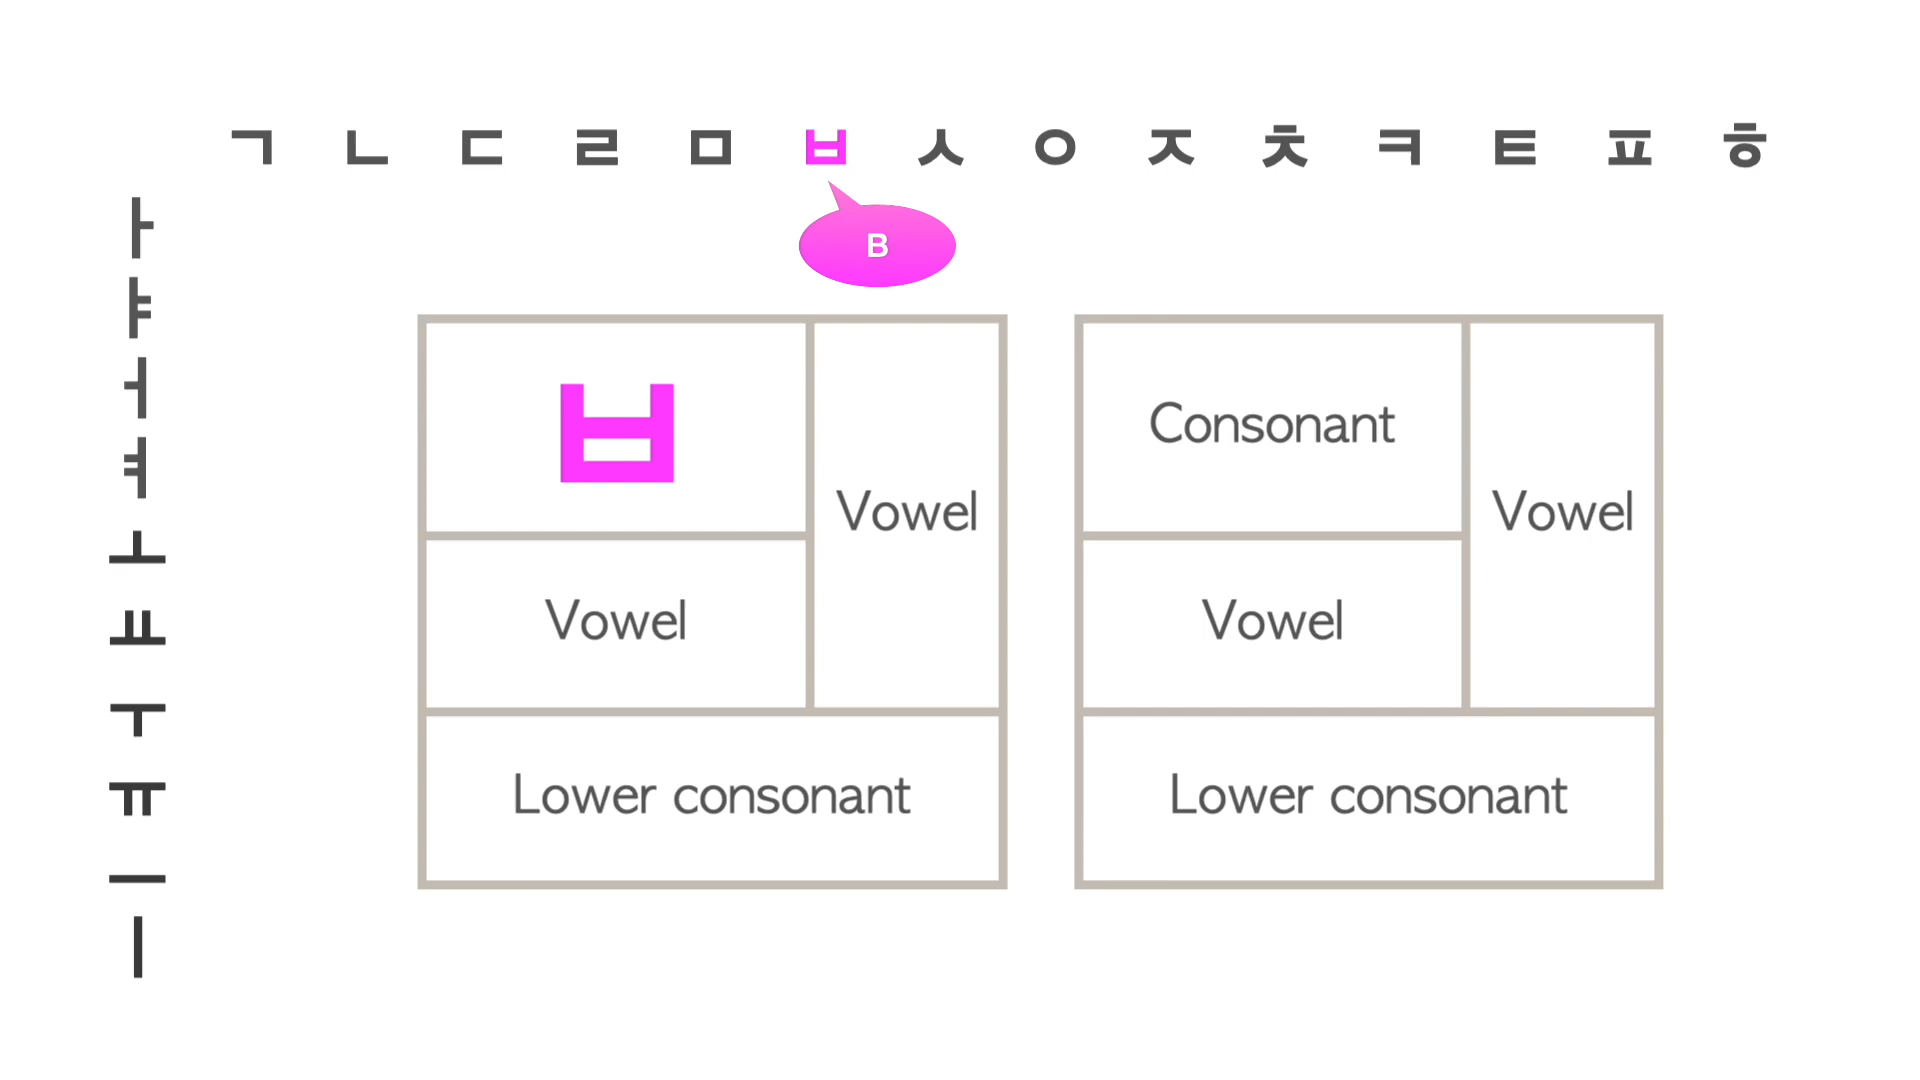 ㄱ ㄴ ㄷ ㄹ ㅁ ㅂ ㅅ ㅇ ㅈ ㅊ ㅋ ㅌ ㅍ ㅎ
B
ㅏ
ㅑ
ㅓ
ㅕ
ㅗ
ㅛ
ㅜ
ㅠ
ㅡ
ㅣ
ㅂ
Vowel
Vowel
Lower consonant
Consonant
Vowel
Vowel
Lower consonant